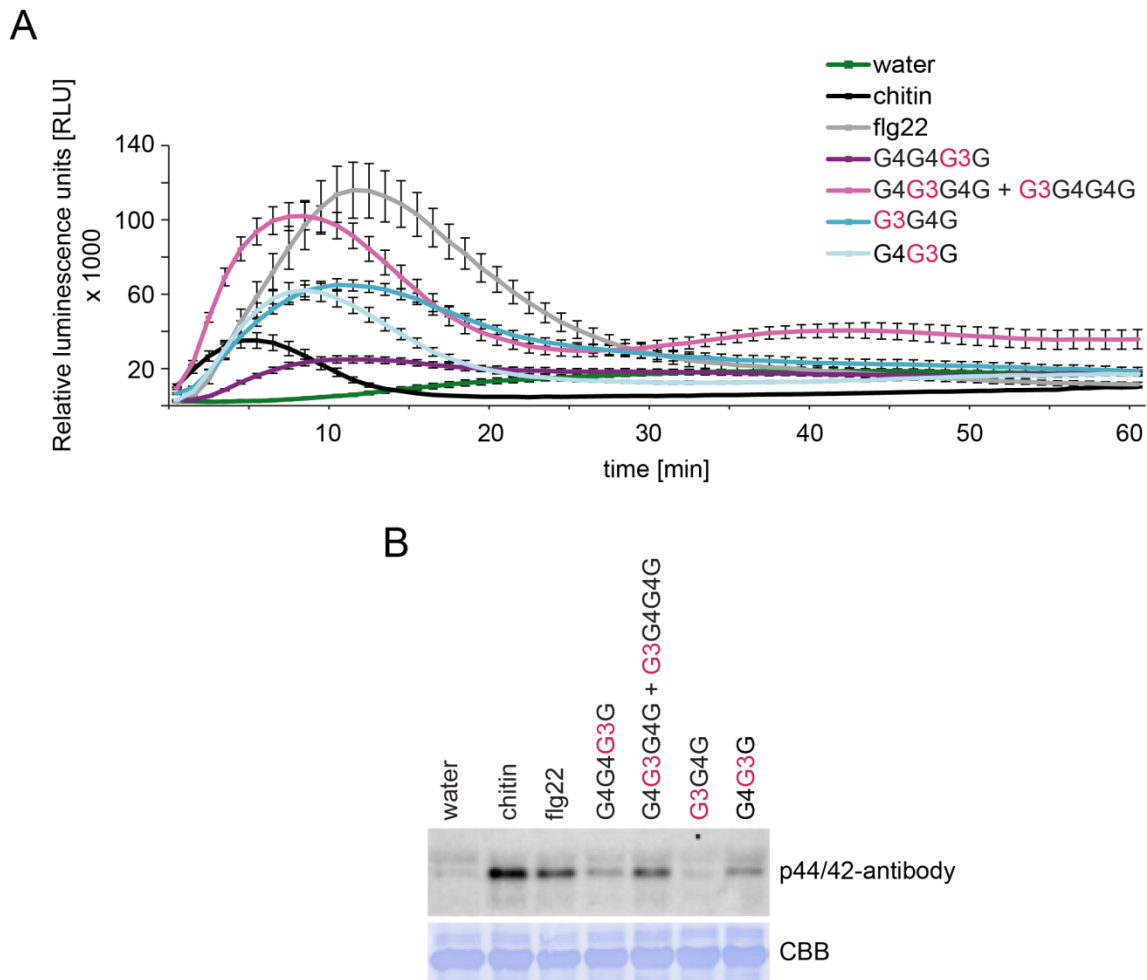 A
Relative luminescence units [RLU]
x 1000
140
100
60
20
10
20
30
40
50
60
time [min]
water
chitin
flg22
G4G4G3G
G4G3G4G + G3G4G4G
G3G4G
G4G3G
B
water
chitin
flg22
G4G4G3G
G4G3G4G + G3G4G4G
G3G4G
G4G3G
p44/42-antibody
CBB